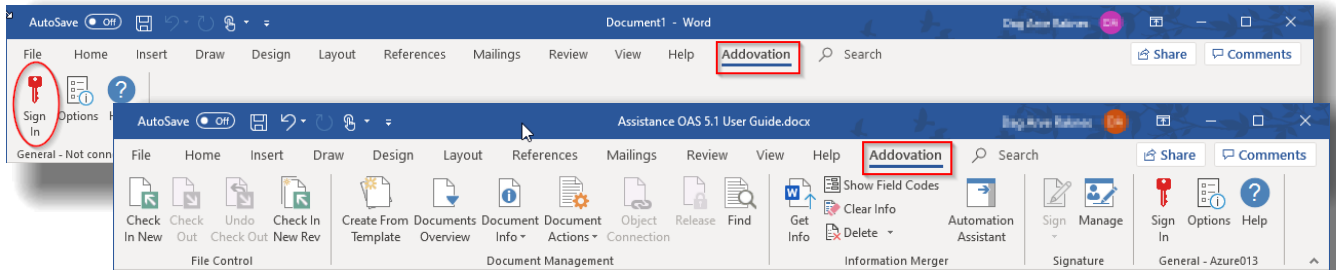 AutoSave Off Document1 - Word
File Home Insert Draw Design Layout References Mailings Review View Help Addovation Search Share Comments
Sign In Options
General - Not conn
AutoSave Off Assistance OAS 5.1 User Guide.docx
File Home Insert Draw Design Layout References Mailings Review View Help Addovation Search Share Comments
Check In New
Check Out
Undo Check Out
Check In New Rev
File Control
Create From Template
Documents Overview
Document Info
Document Actions
Object Connection
Release
Find
Document Management
Get Info
Show Field Codes
Clear Info
Delete
Automation Assistant
Information Merger
Sign
Manage
Signature
Sign In
Options
Help
General - Azure013